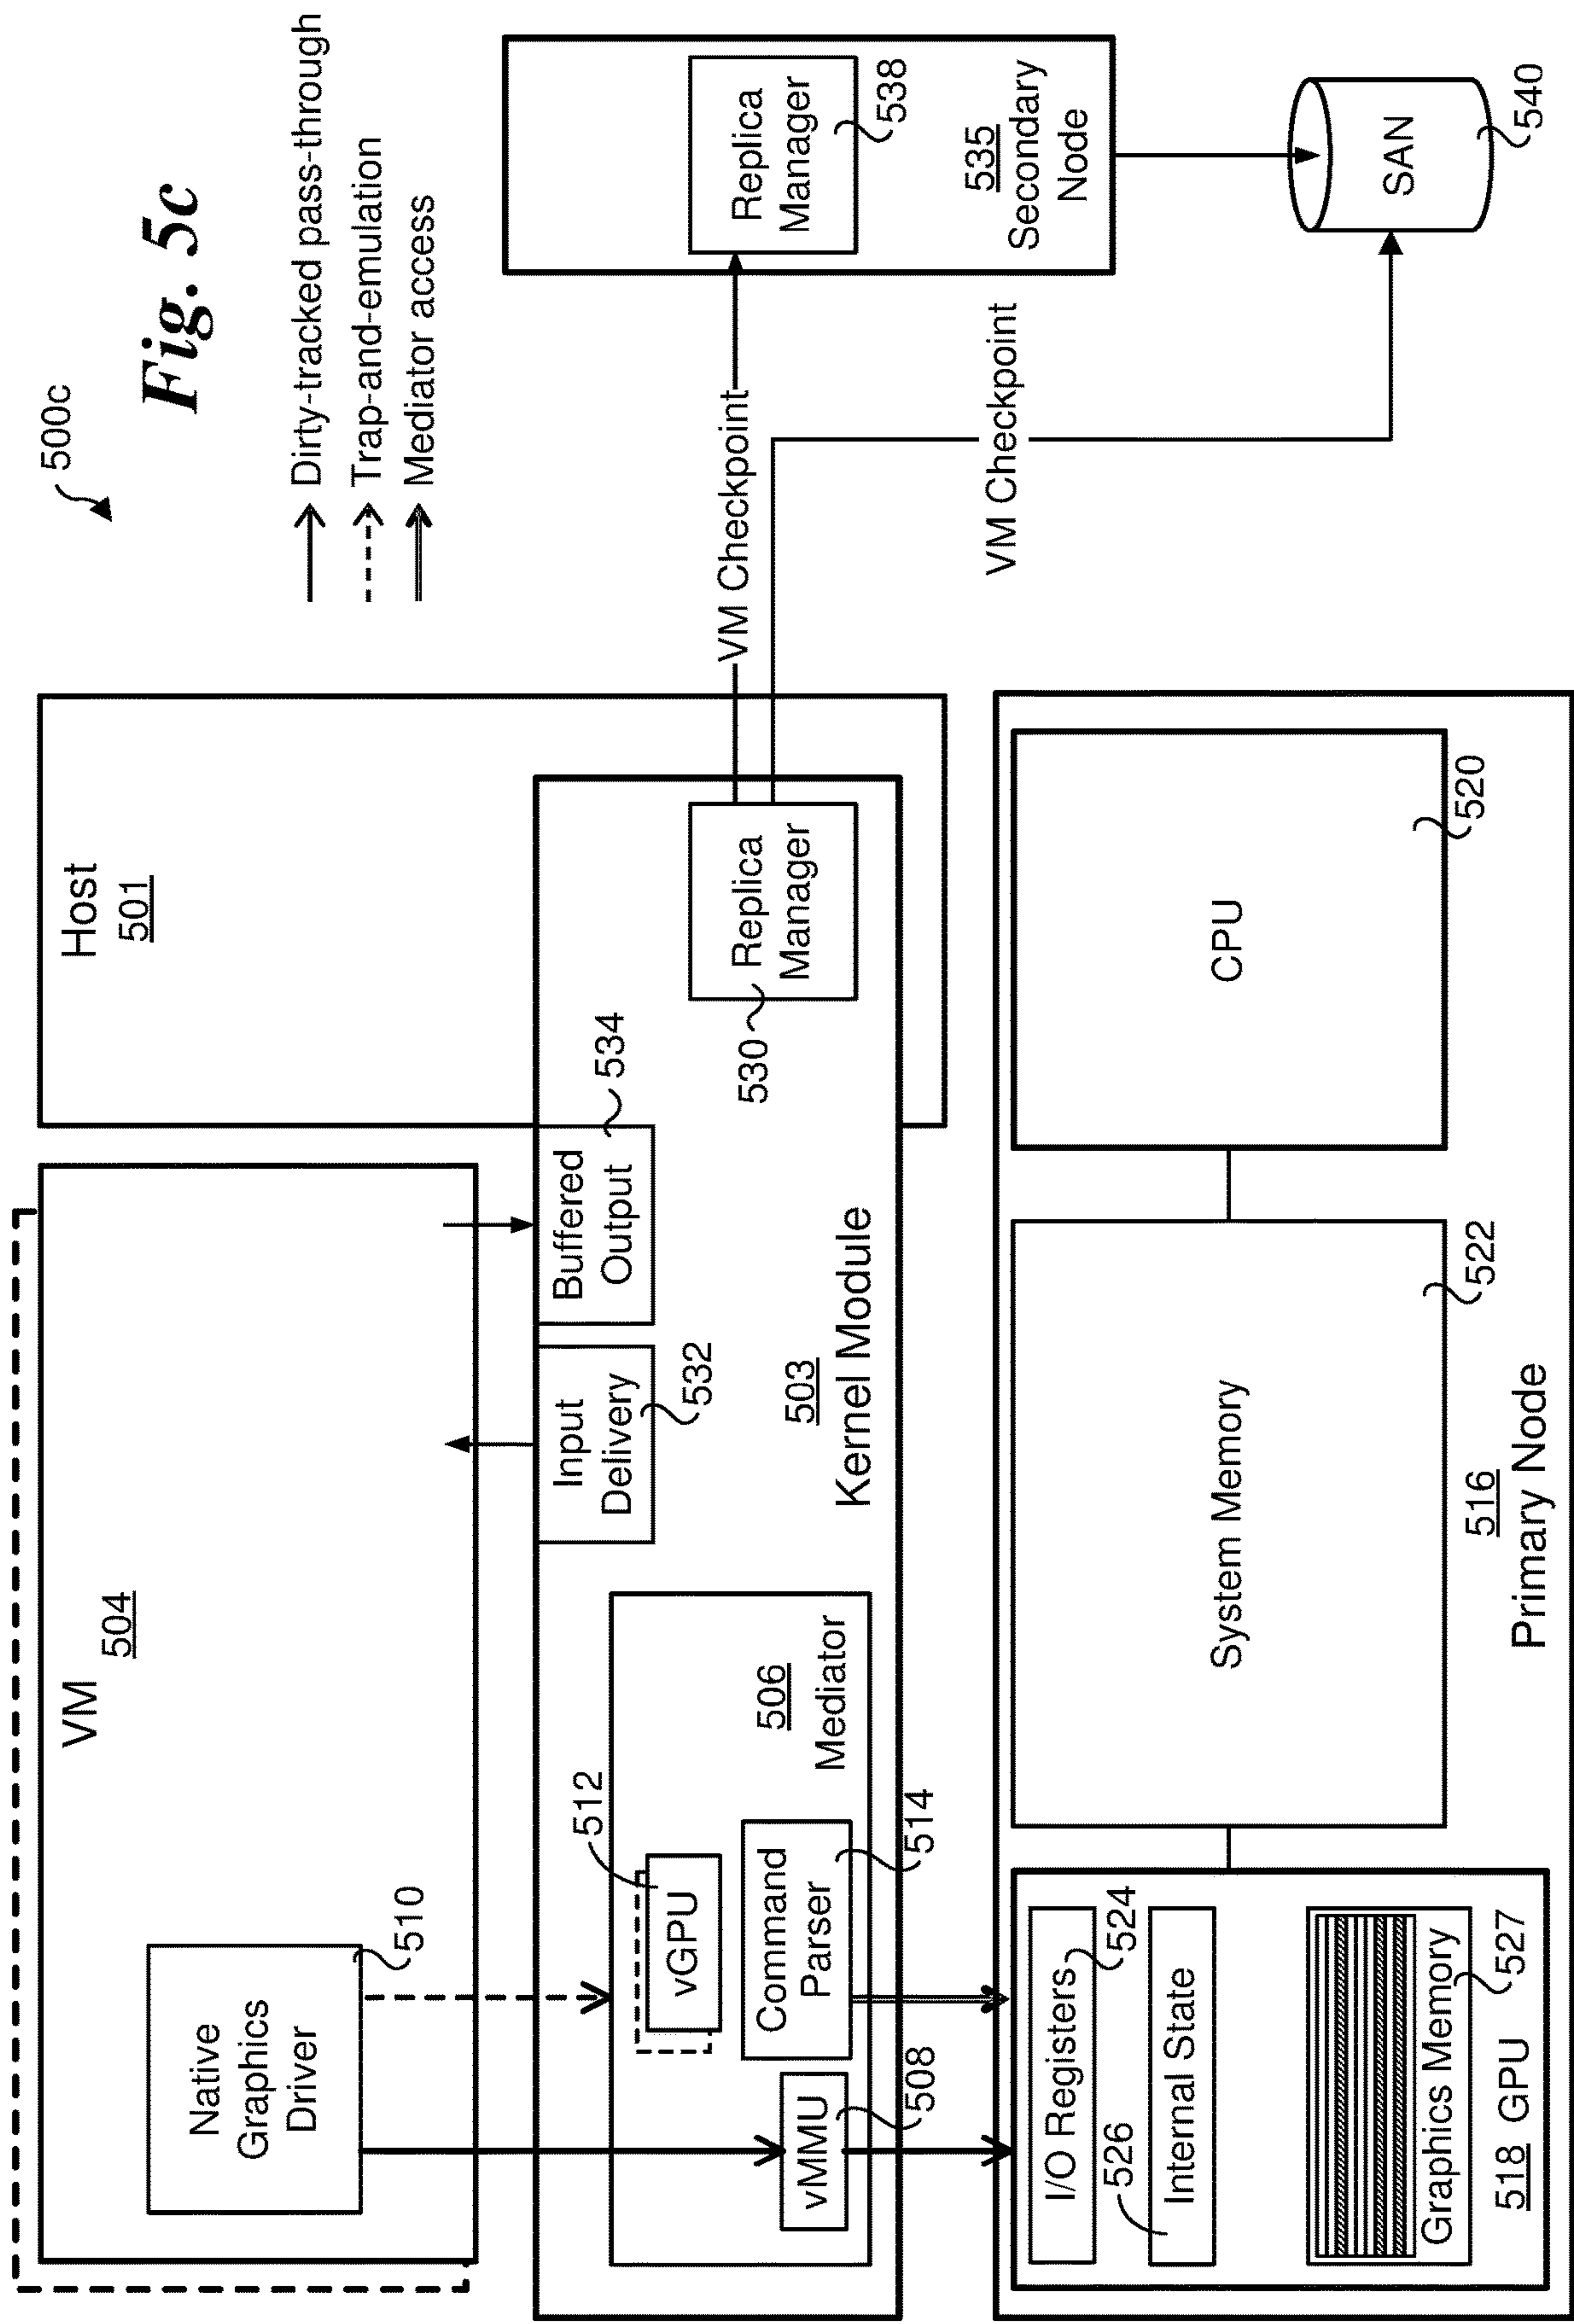 500c
Fig. 5c
Dirty-tracked pass-through
Trap-and-emulation
Mediator access
VM
504
Native
Graphics
Driver
510
Host
501
Input
Delivery
532
Buffered
Output
534
512
vGPU
Command
Parser
514
vMMU
508
506
Mediator
503
Kernel Module
Replica
Manager
530
VM Checkpoint
VM Checkpoint
Replica
Manager
538
535
Secondary
Node
SAN
540
I/O Registers
524
526
Internal State
Graphics Memory
527
518 GPU
System Memory
522
CPU
520
516
Primary Node